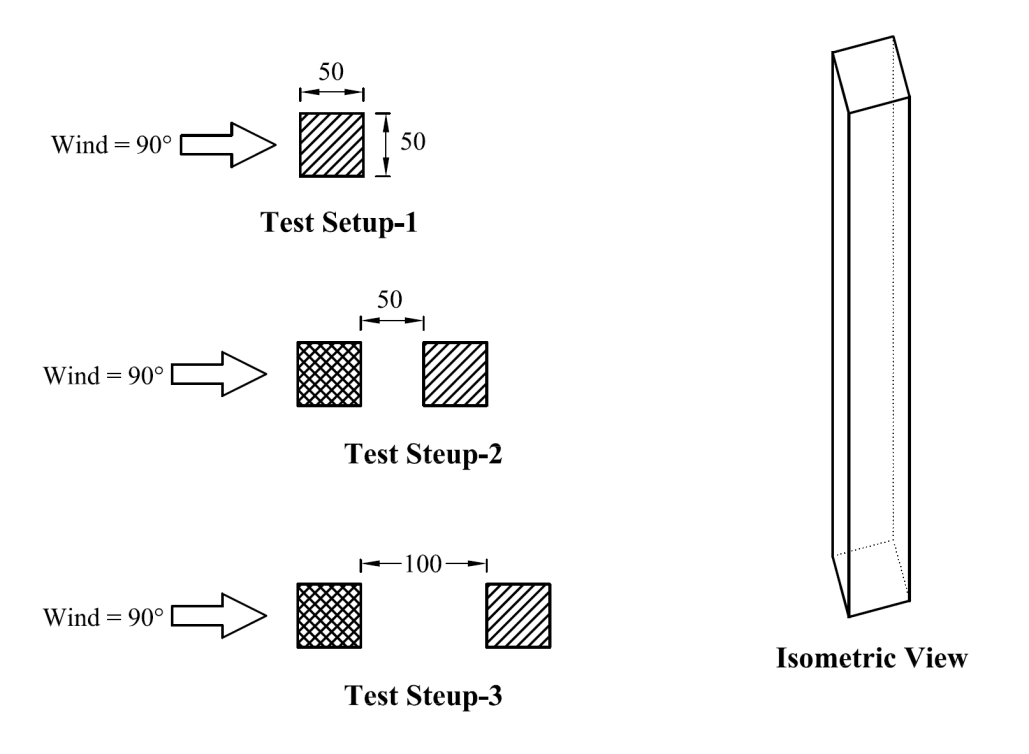 50
Wind = 90°
50
Test Setup-1
50
Wind = 90°
Test Steup-2
100
Wind = 90°
Test Steup-3
Isometric View